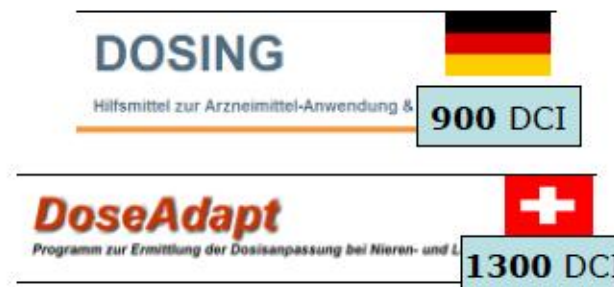 DOSING
Hilfsmittel zur Arzneimittel-Anwendung &
900 DCI
DoseAdapt
Programm zur Ermittlung der Dosisanpassung bei Nieren- und L
1300 DCI